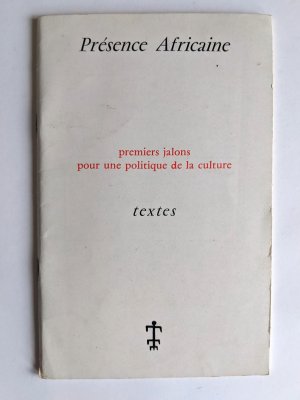 Présence Africaine
premiers jalons
pour une politique de la culture
textes